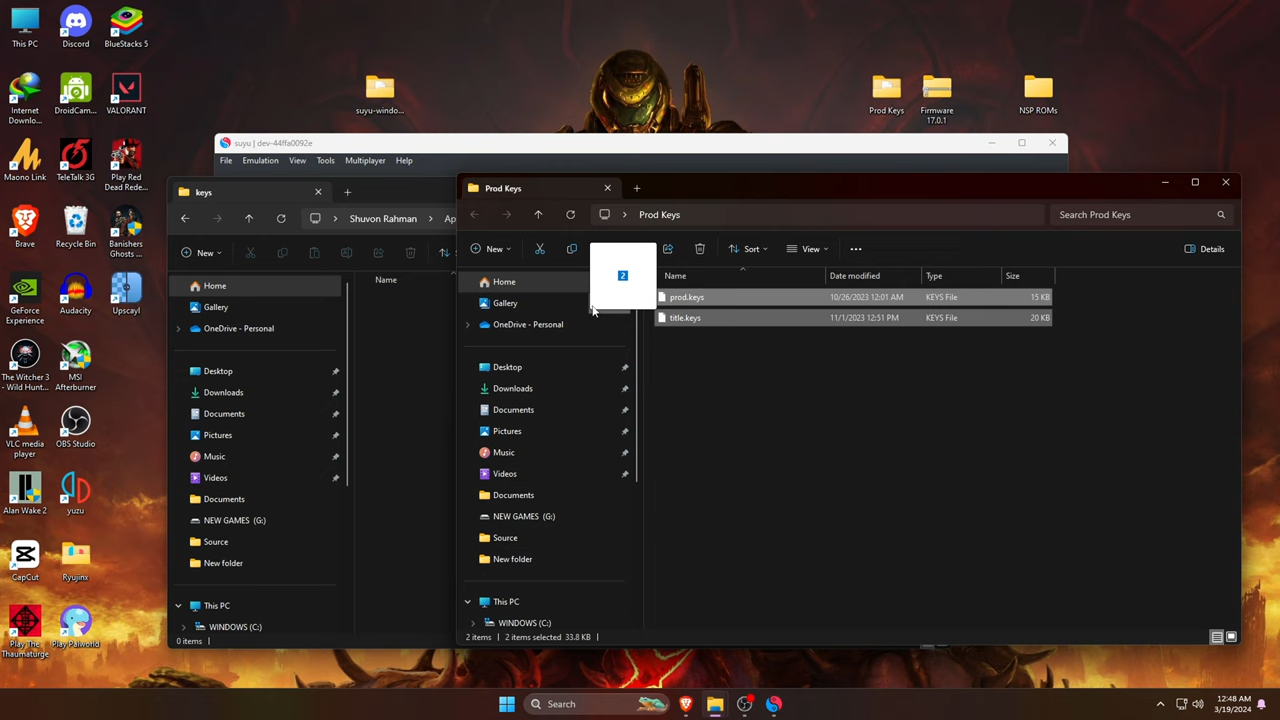 This PC
Discord
BlueStacks 5
Internet
Downlo...
DroidCam...
VALORANT
Maono Link
TeleTalk 3G
Play Red
Dead Rede...
Brave
Recycle Bin
Banishers
Ghosts ...
GeForce
Experience
Audacity
Upscayl
The Witcher
3 - Wild Hunt...
MSI
Afterburner
VLC media
player
OBS Studio
Alan Wake 2
yuzu
CapCut
Ryujinx
Play The
Thaumaturge
Play Palworld
suyu-windo...
Prod Keys
Firmware
17.0.1
NSP ROMs
suyu | dev-44ffa0092e
File Emulation View Tools Multiplayer Help
keys
Shuvon Rahman
Ap
New
Name
Home
Gallery
OneDrive - Personal
Desktop
Downloads
Documents
Pictures
Music
Videos
Documents
NEW GAMES (G:)
Source
New folder
This PC
WINDOWS (C:)
0 items
Prod Keys
Prod Keys
Search Prod Keys
New
Sort
View
Details
Home
Gallery
OneDrive - Personal
Desktop
Downloads
Documents
Pictures
Music
Videos
Documents
NEW GAMES (G:)
Source
New folder
This PC
WINDOWS (C:)
2
Name Date modified Type Size
prod.keys 10/26/2023 12:01 AM KEYS File 15 KB
title.keys 11/1/2023 12:51 PM KEYS File 20 KB
2 items 2 items selected 33.8 KB
Search
12:48 AM
3/19/2024